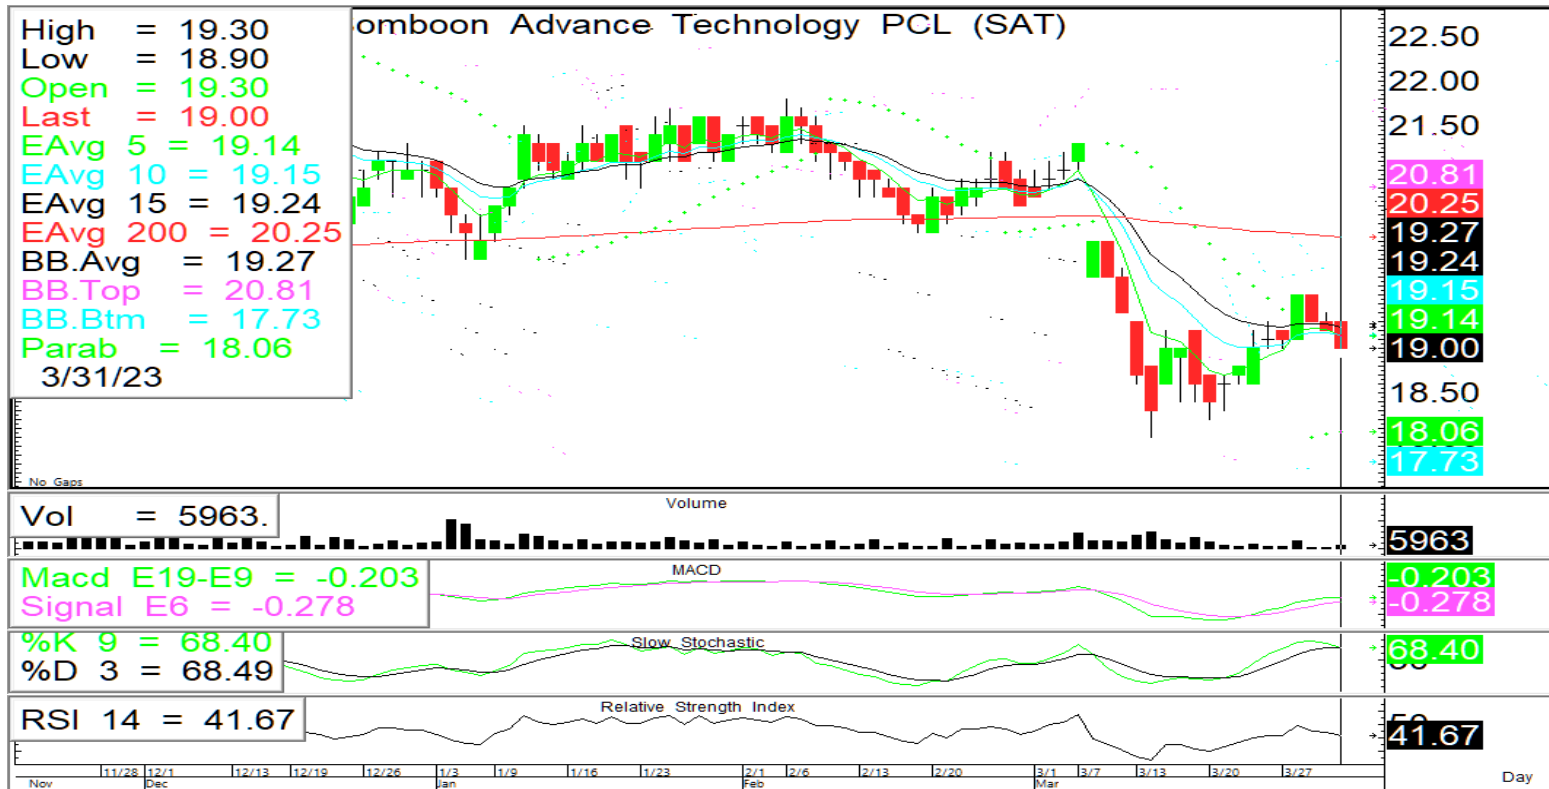 omboon Advance Technology PCL (SAT)
High = 19.30
Low = 18.90
Open = 19.30
Last = 19.00
EAvg 5 = 19.14
EAvg 10 = 19.15
EAvg 15 = 19.24
EAvg 200 = 20.25
BB.Avg = 19.27
BB.Top = 20.81
BB.Btm = 17.73
Parab = 18.06
3/31/23
22.50
22.00
21.50
20.81
20.25
19.27
19.24
19.15
19.14
19.00
18.50
18.06
17.73
No Gaps
Volume
Vol = 5963.
5963
MACD
Macd E19-E9 = -0.203
Signal E6 = -0.278
-0.203
-0.278
Slow Stochastic
%K 9 = 68.40
%D 3 = 68.49
68.40
Relative Strength Index
RSI 14 = 41.67
41.67
11/28 12/1 12/13 12/19 12/26 1/3 1/9 1/16 1/23 2/1 2/6 2/13 2/20 3/1 3/7 3/13 3/20 3/27
Nov Dec Jan Feb Mar Day